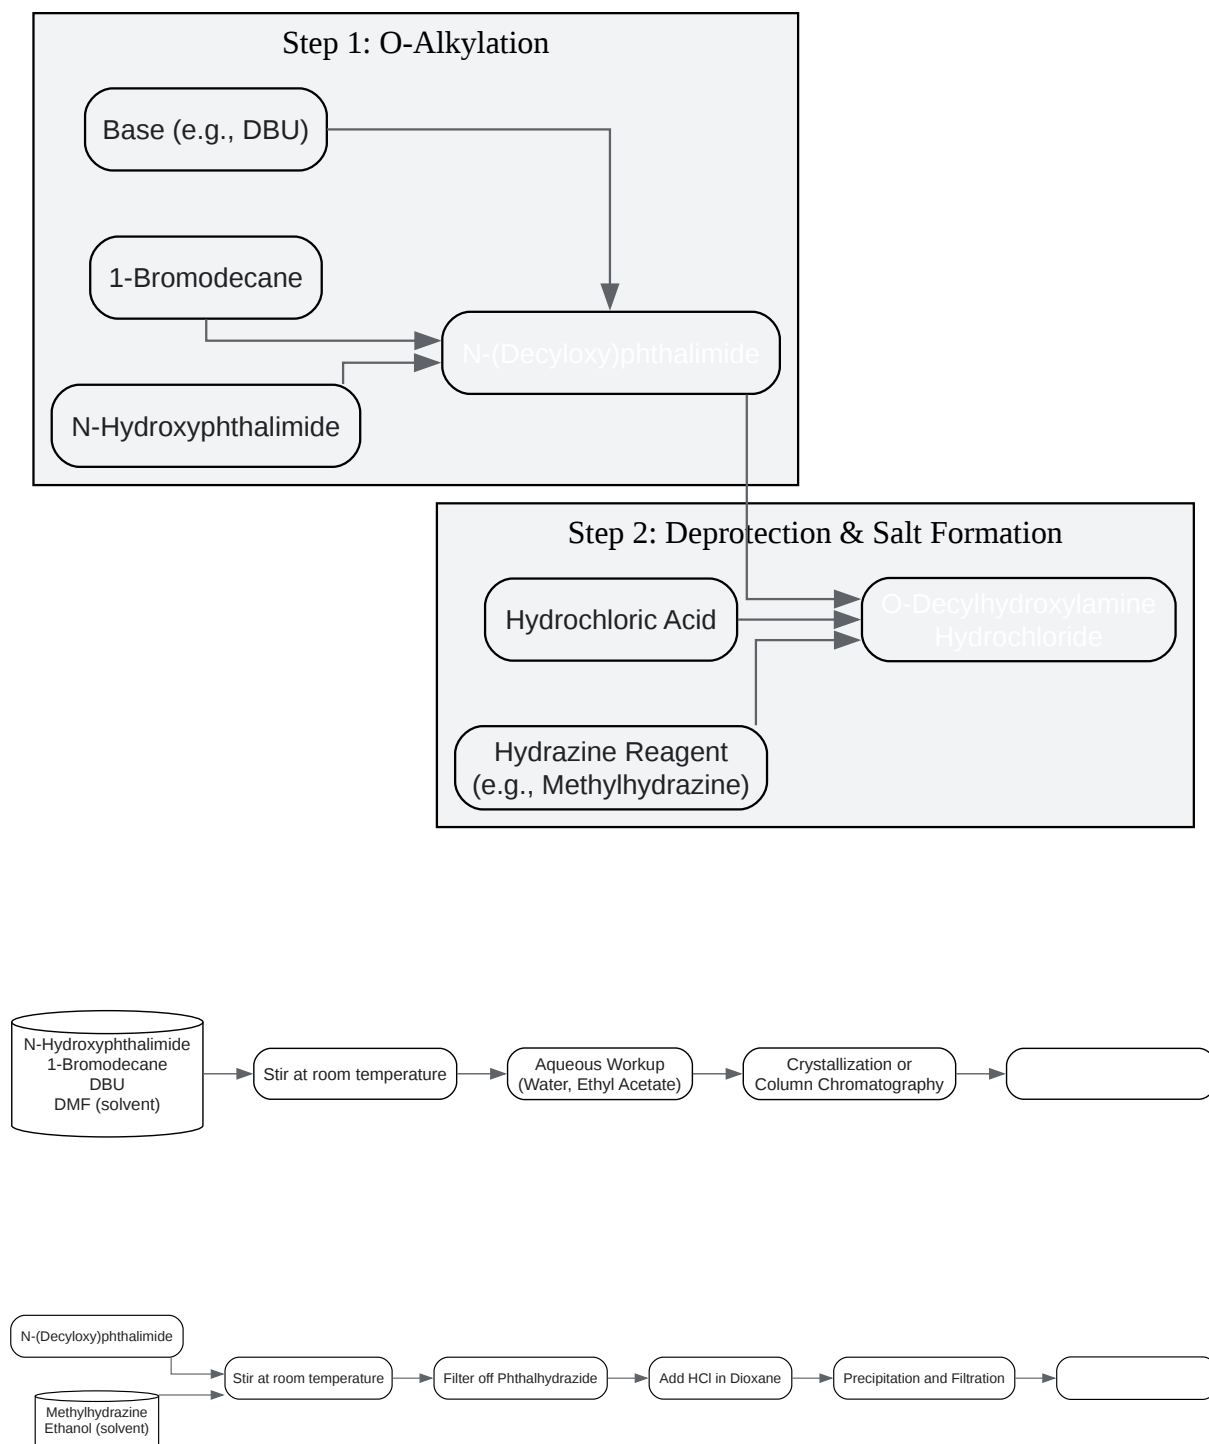 Step 1: O-Alkylation
Base (e.g., DBU)
1-Bromodecane
N-(Decyloxy)phthalimide
N-Hydroxyphthalimide
Step 2: Deprotection & Salt Formation
Hydrochloric Acid
O-Decylhydroxylamine
Hydrochloride
Hydrazine Reagent
(e.g., Methylhydrazine)
N-Hydroxyphthalimide
1-Bromodecane
DBU
DMF (solvent)
Stir at room temperature
Aqueous Workup
(Water, Ethyl Acetate)
Crystallization or
Column Chromatography
N-(Decyloxy)phthalimide
Stir at room temperature
Filter off Phthalhydrazide
Add HCl in Dioxane
Precipitation and Filtration
Methylhydrazine
Ethanol (solvent)